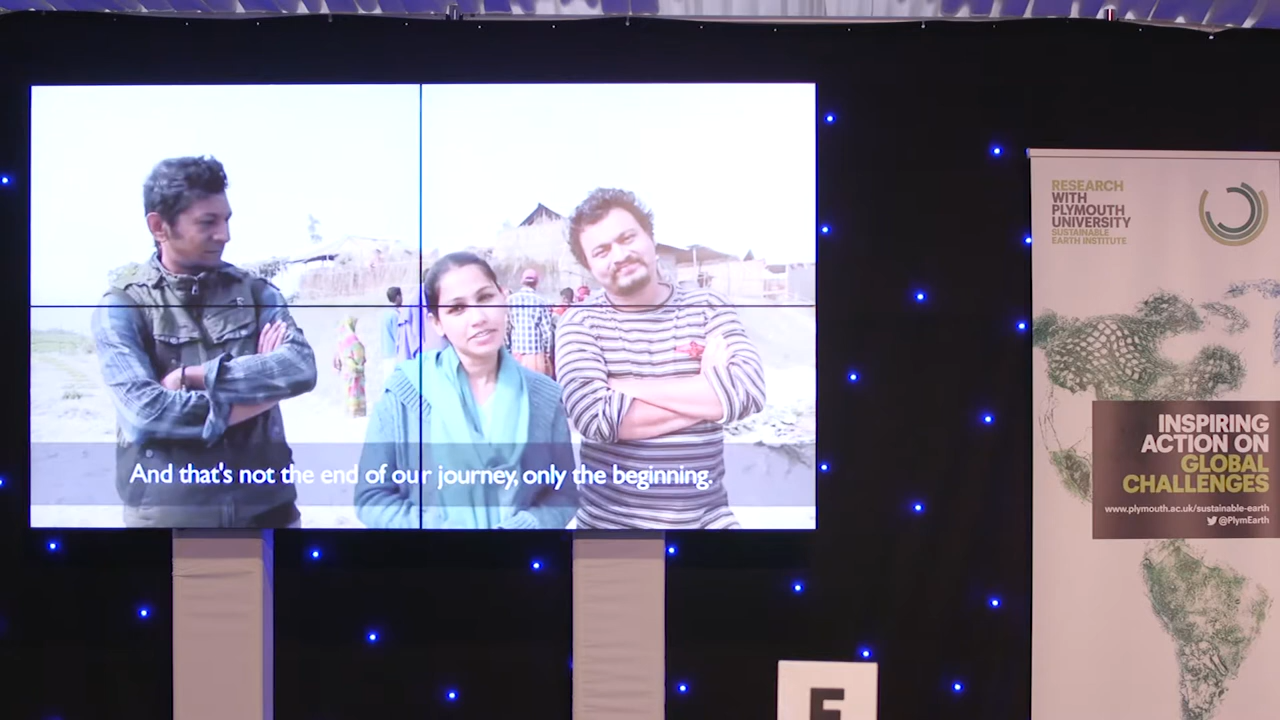 And that's not the end of our journey, only the beginning.
RESEARCH
WITH
PLYMOUTH
UNIVERSITY
SUSTAINABLE
EARTH INSTITUTE
INSPIRING
ACTION ON
GLOBAL
CHALLENGES
www.plymouth.ac.uk/sustainable-earth
@PlymEarth